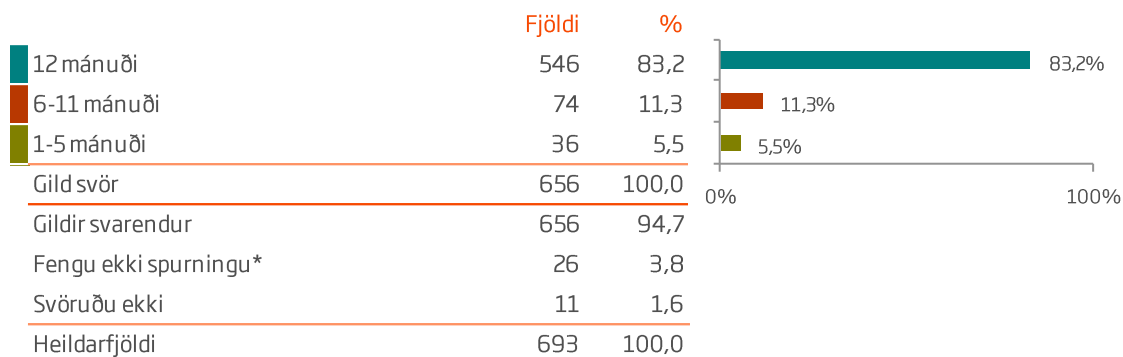 Fjöldi %
12 mánuði 546 83,2
6-11 mánuði 74 11,3
1-5 mánuði 36 5,5
Gild svör 656 100,0
Gildir svarendur 656 94,7
Fengu ekki spurningu* 26 3,8
Svöruðu ekki 11 1,6
Heildarfjöldi 693 100,0
83,2%
11,3%
5,5%
0% 100%